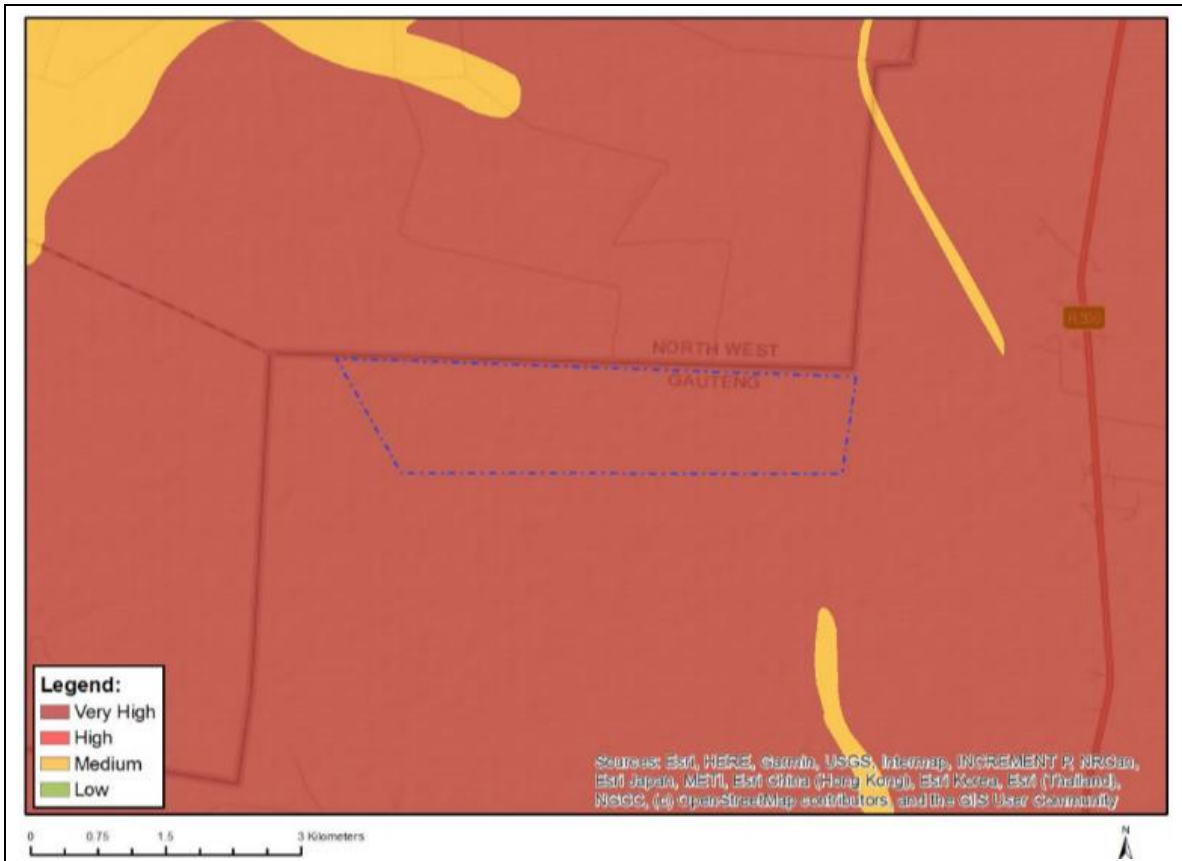 NORTH WEST
GAUTENG
Legend:
Very High
High
Medium
Low
Sources: Esri, HERE, Garmin, USGS, Intermap, INCREMENT P, NRCan,
Esri Japan, METI, Esri China (Hong Kong), Esri Korea, Esri (Thailand),
NGCC, (c) OpenStreetMap contributors, and the GIS User Community
0 0.75 1.5 3 Kilometers
N